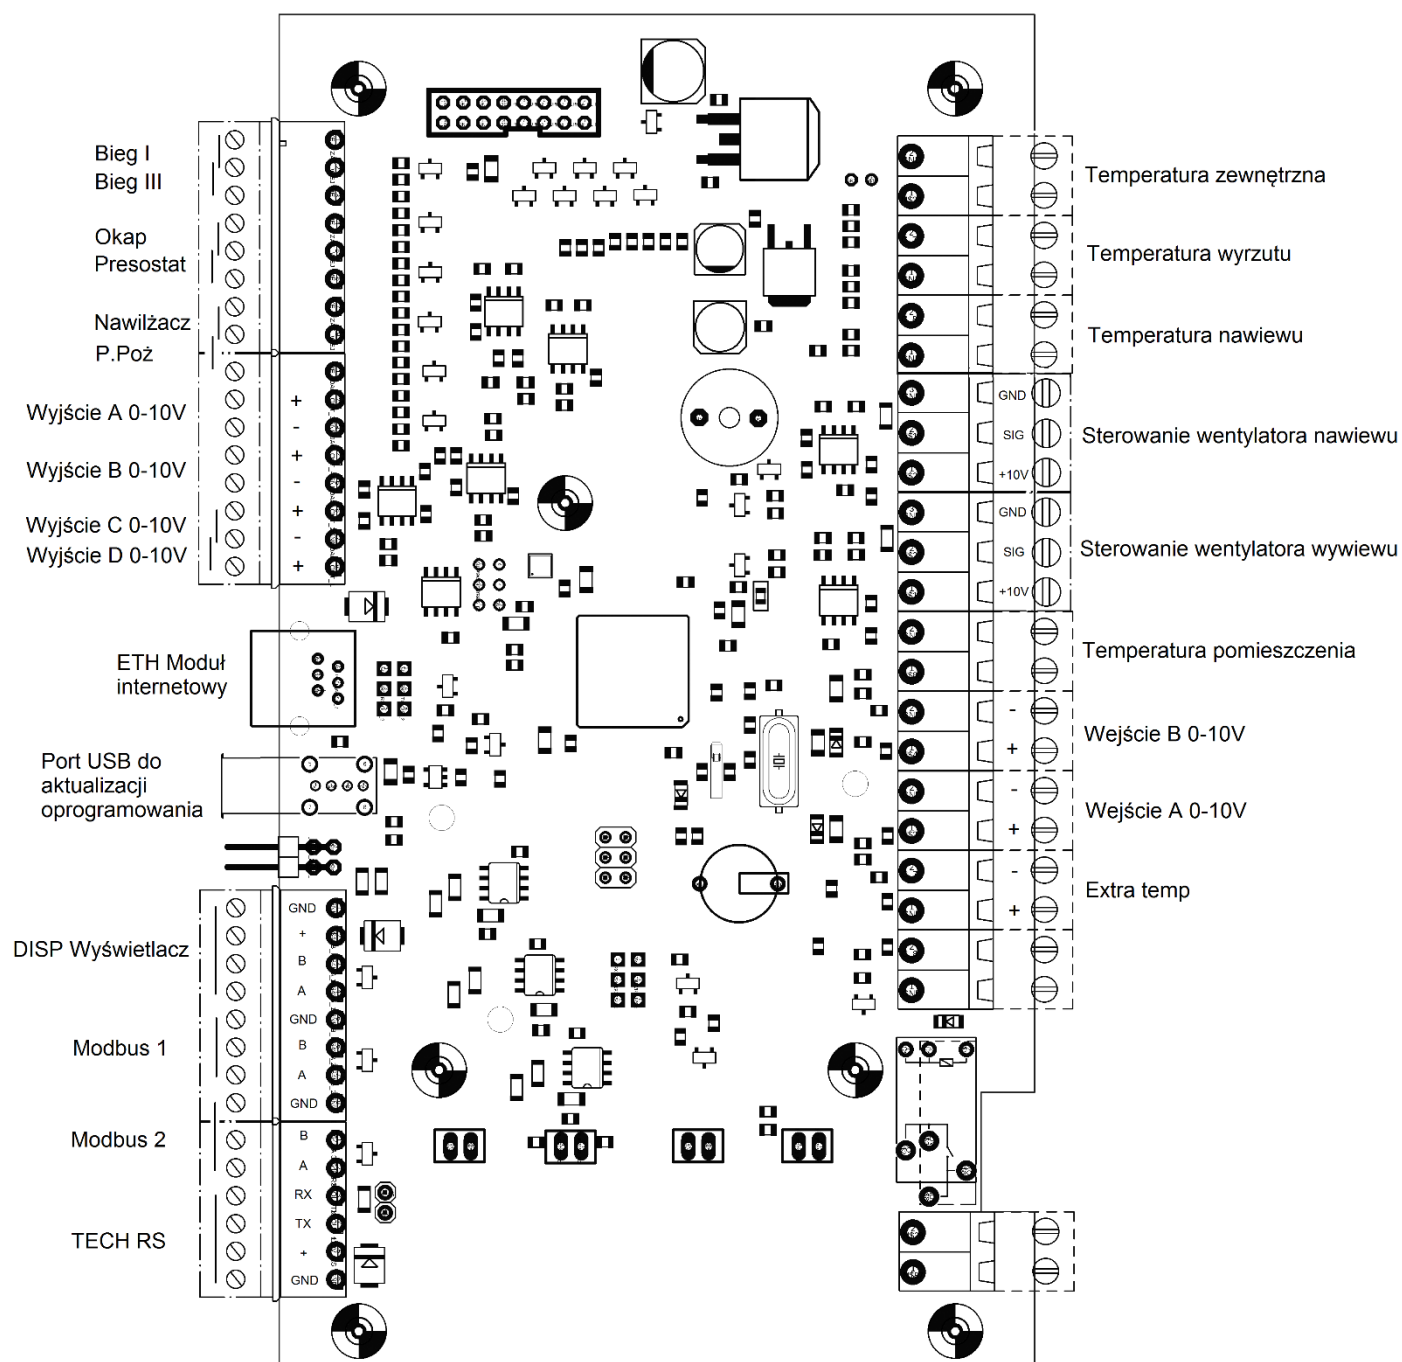 Bieg I
Bieg III
Okap
Presostat
Nawilżacz
P.Poż
Wyjście A 0-10V
+
-
Wyjście B 0-10V
+
-
Wyjście C 0-10V
+
-
Wyjście D 0-10V
+
ETH Moduł
internetowy
Port USB do
aktualizacji
oprogramowania
DISP Wyświetlacz
GND
+
B
A
Modbus 1
GND
B
A
GND
Modbus 2
B
A
TECH RS
RX
TX
+
GND
Temperatura zewnętrzna
Temperatura wyrzutu
Temperatura nawiewu
GND
SIG
+10V
Sterowanie wentylatora nawiewu
GND
SIG
+10V
Sterowanie wentylatora wywiewu
Temperatura pomieszczenia
-
+
Wejście B 0-10V
-
+
Wejście A 0-10V
-
+
Extra temp